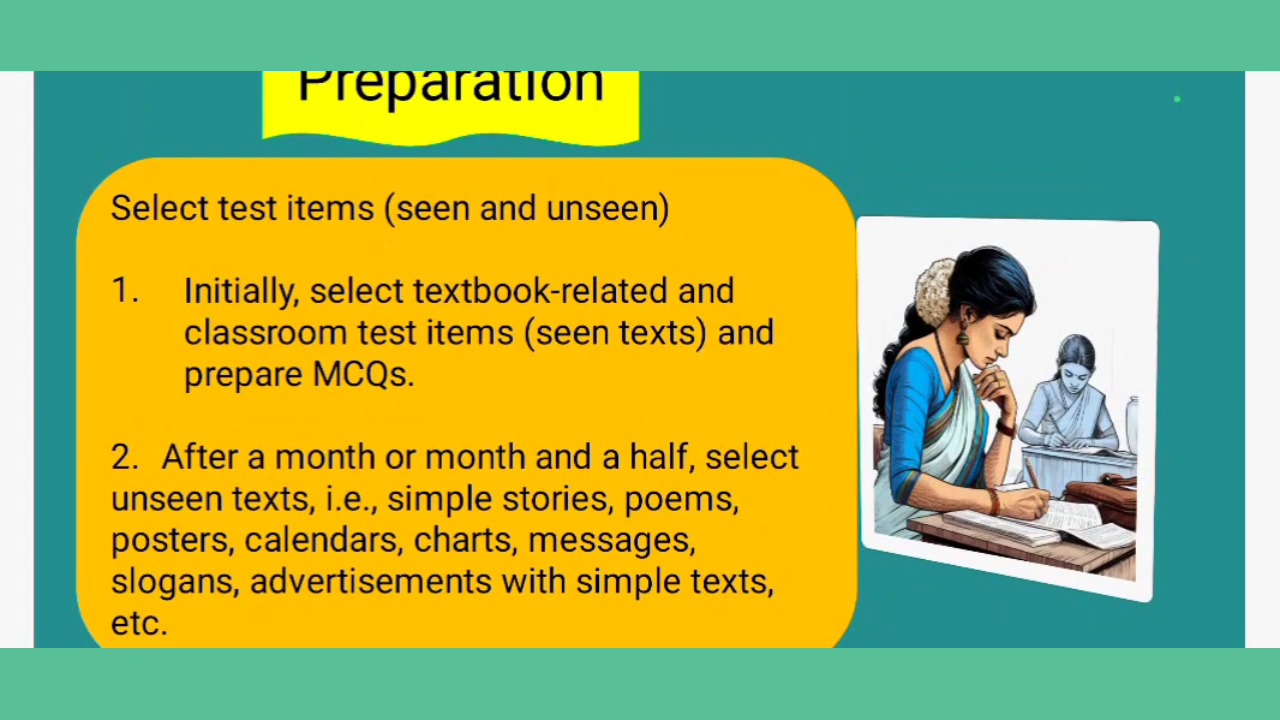 Preparation
Select test items (seen and unseen)
1. Initially, select textbook-related and
classroom test items (seen texts) and
prepare MCQs.
2. After a month or month and a half, select
unseen texts, i.e., simple stories, poems,
posters, calendars, charts, messages,
slogans, advertisements with simple texts,
etc.